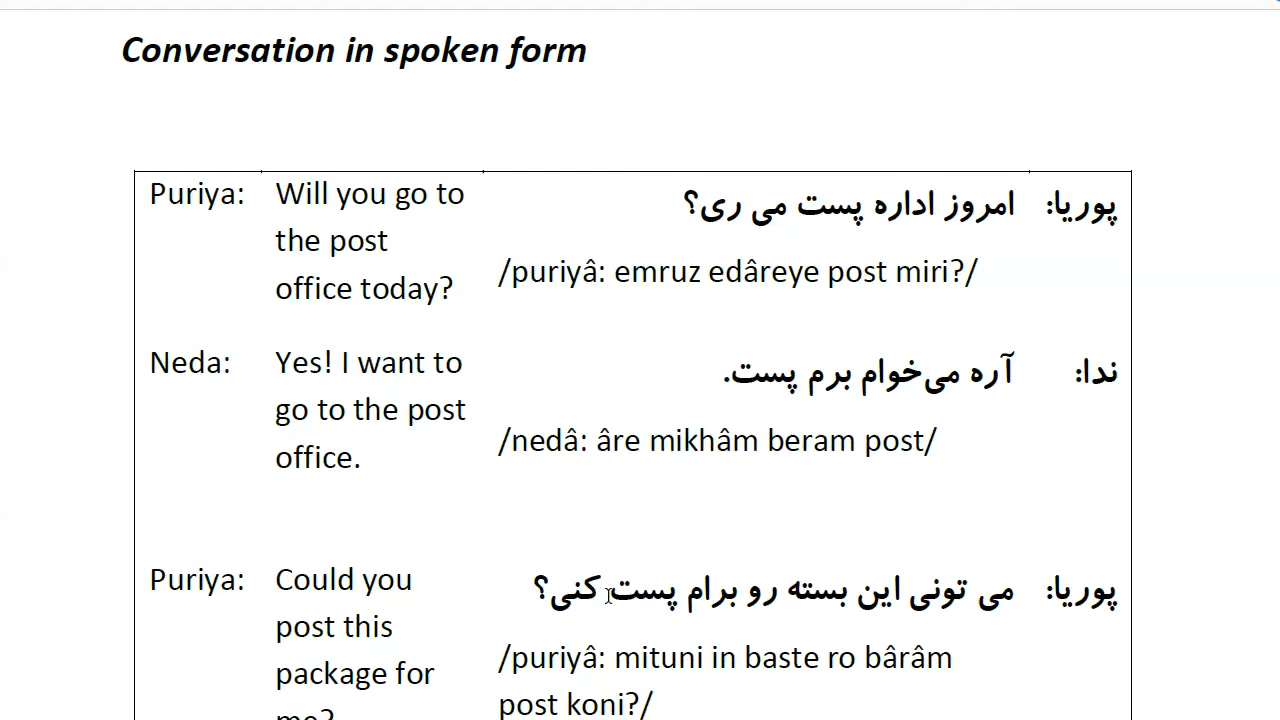 Conversation in spoken form
Puriya:
Will you go to
the post
office today?
امروز اداره پست می ری؟
/puriyâ: emruz edâreye post miri?/
پوریا:
Neda:
Yes! I want to
go to the post
office.
آره می‌خوام برم پست.
/nedâ: âre mikhâm beram post/
ندا:
Puriya:
Could you
post this
package for
me?
می تونی این بسته رو برام پست کنی؟
/puriyâ: mituni in baste ro bârâm
post koni?/
پوریا: